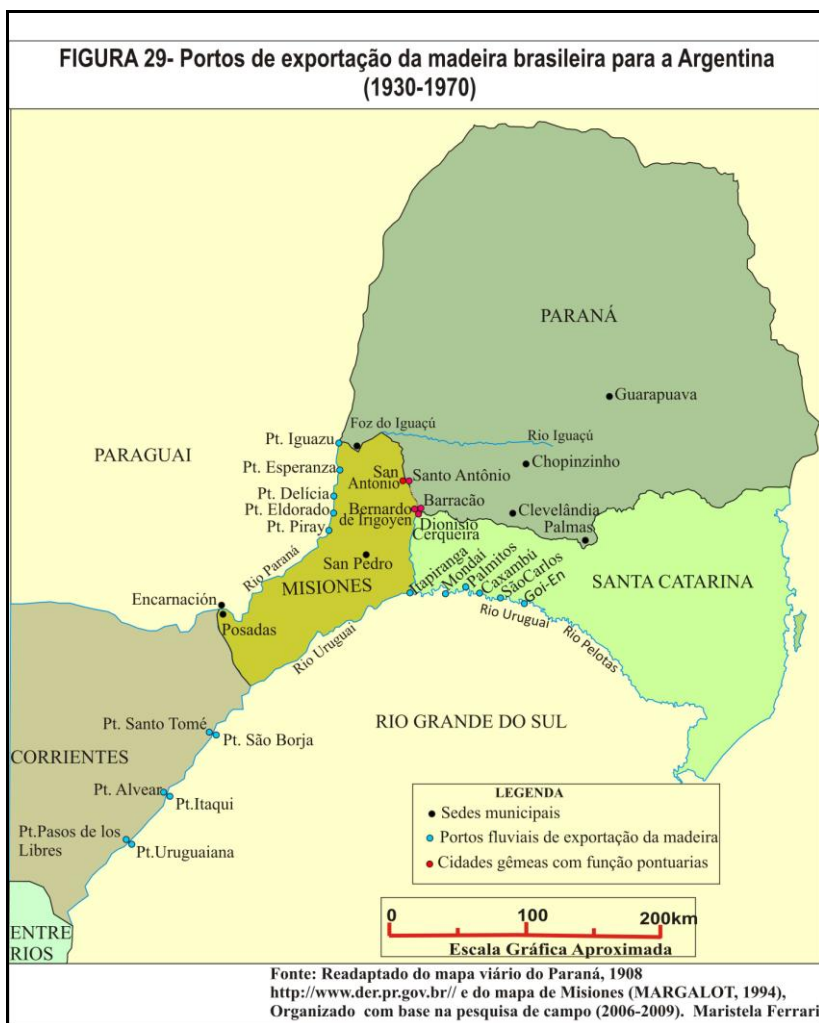 FIGURA 29- Portos de exportação da madeira brasileira para a Argentina
(1930-1970)
PARANÁ
Guarapuava
Foz do Iguaçú
Pt. Iguazu
Rio Iguaçú
PARAGUAI
Pt. Esperanza
San
Antonio
Santo Antônio
Chopinzinho
Pt. Delícia
Pt. Eldorado
Pt. Piray
Bernardo
de Irigoyen
Barracão
Dionisio
Cerqueira
Clevelândia
Palmas
Rio Paraná
San Pedro
MISIONES
Itapiranga
Mondai
Palmitos
Caxambú
SãoCarlos
Goi-En
SANTA CATARINA
Encarnación
Posadas
Rio Uruguai
Rio Uruguai
Rio Pelotas
Pt. Santo Tomé
Pt. São Borja
RIO GRANDE DO SUL
CORRIENTES
Pt. Alvear
Pt.Itaqui
Pt.Pasos de los
Libres
Pt.Uruguaiana
LEGENDA
Sedes municipais
Portos fluviais de exportação da madeira
Cidades gêmeas com função pontuarias
0 100 200km
Escala Gráfica Aproximada
ENTRE
RIOS
Fonte: Readaptado do mapa viário do Paraná, 1908
http://www.der.pr.gov.br// e do mapa de Misiones (MARGALOT, 1994),
Organizado com base na pesquisa de campo (2006-2009). Maristela Ferrari